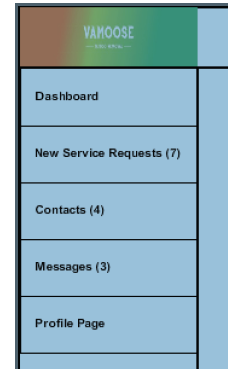 VAMOOSE
Dashboard
New Service Requests (7)
Contacts (4)
Messages (3)
Profile Page